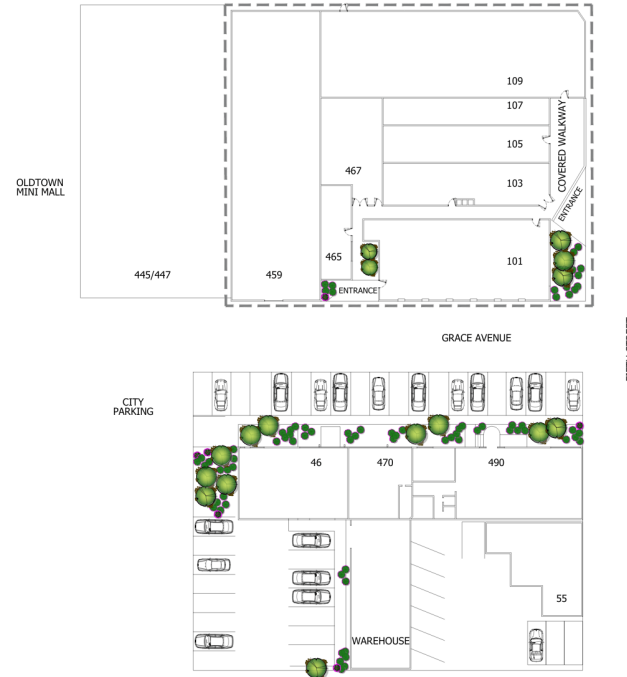 109
107
COVERED WALKWAY
105
467
103
OLDTOWN
MINI MALL
ENTRANCE
465
101
445/447
459
ENTRANCE
GRACE AVENUE
CITY
PARKING
46
470
490
55
WAREHOUSE